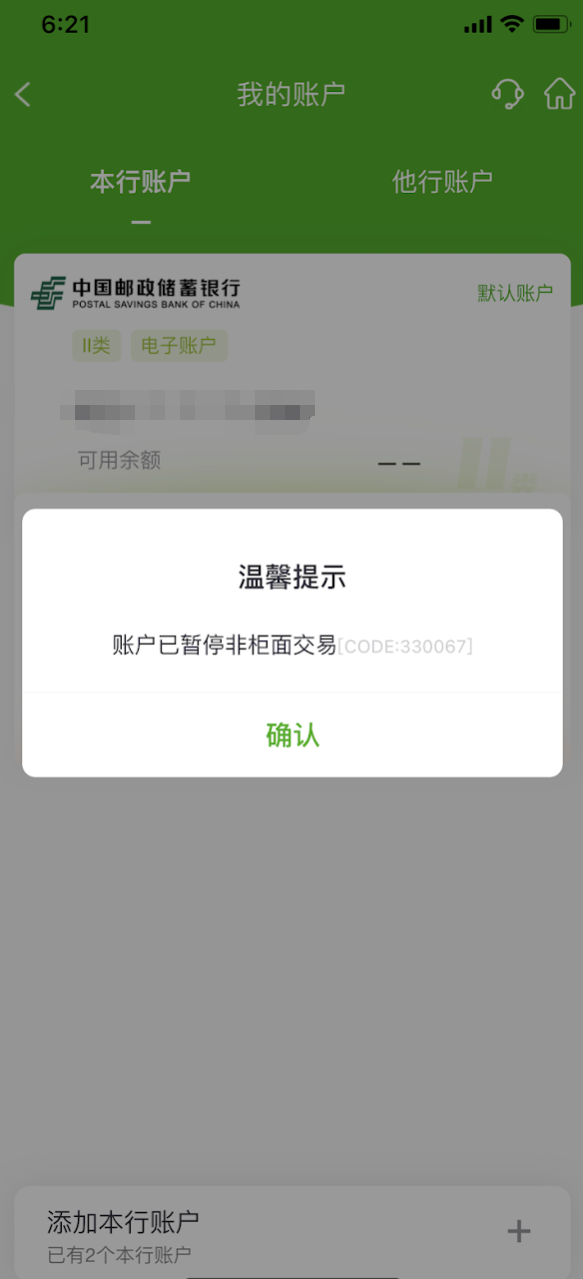 6:21
我的账户
本行账户
他行账户
中国邮政储蓄银行
POSTAL SAVINGS BANK OF CHINA
默认账户
II类
电子账户
可用余额
——
II类
温馨提示
账户已暂停非柜面交易[CODE:330067]
确认
添加本行账户
已有2个本行账户